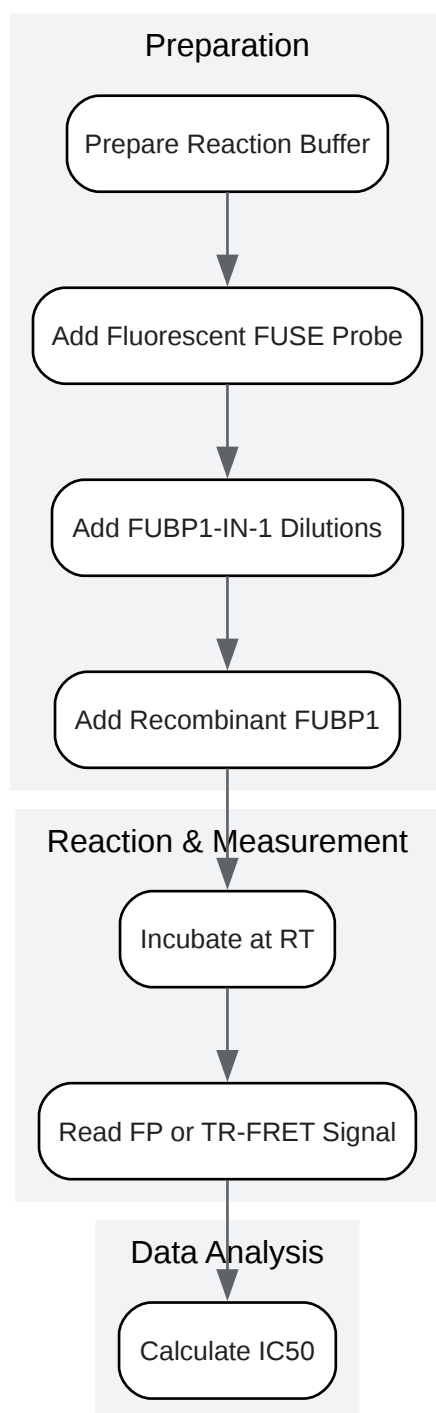 Preparation
Prepare Reaction Buffer
Add Fluorescent FUSE Probe
Add FUBP1-IN-1 Dilutions
Add Recombinant FUBP1
Reaction & Measurement
Incubate at RT
Read FP or TR-FRET Signal
Data Analysis
Calculate IC50